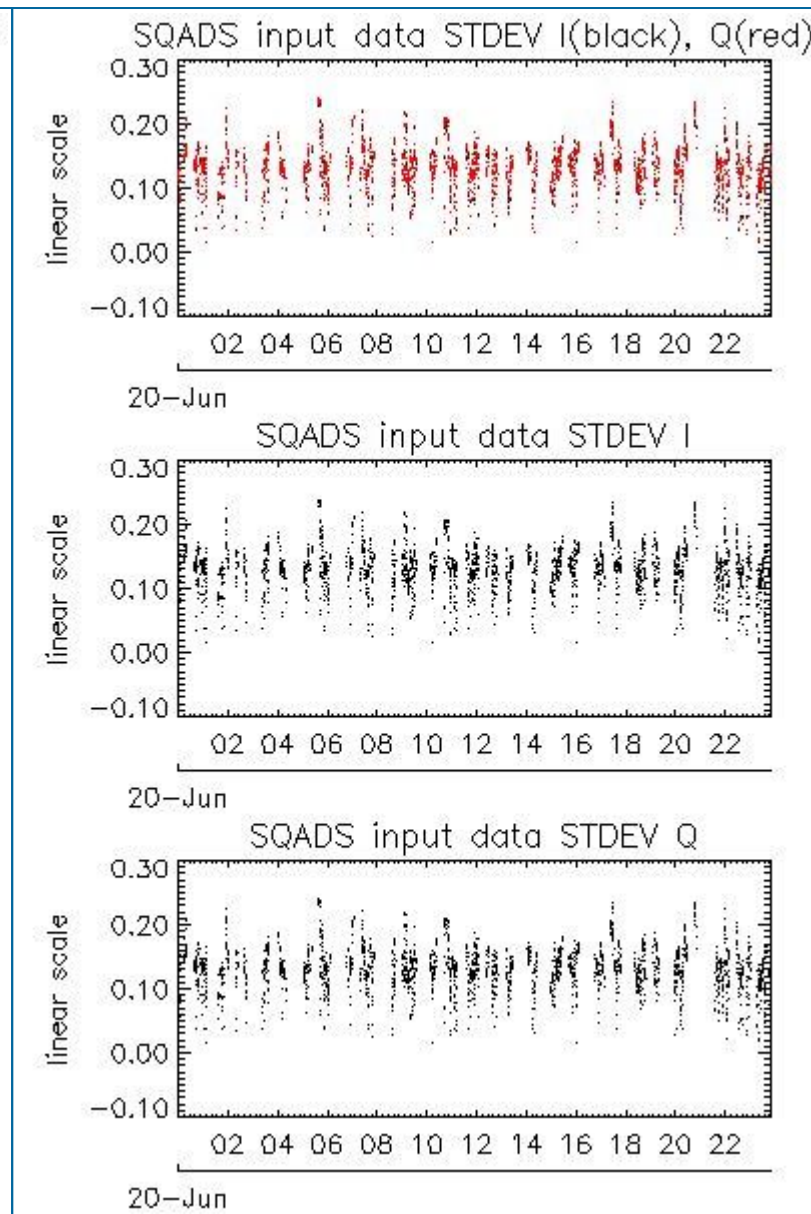 SQADS input data STDEV I(black), Q(red)
0.30
0.20
0.10
0.00
-0.10
linear scale
02 04 06 08 10 12 14 16 18 20 22
20-Jun
SQADS input data STDEV I
0.30
0.20
0.10
0.00
-0.10
linear scale
02 04 06 08 10 12 14 16 18 20 22
20-Jun
SQADS input data STDEV Q
0.30
0.20
0.10
0.00
-0.10
linear scale
02 04 06 08 10 12 14 16 18 20 22
20-Jun